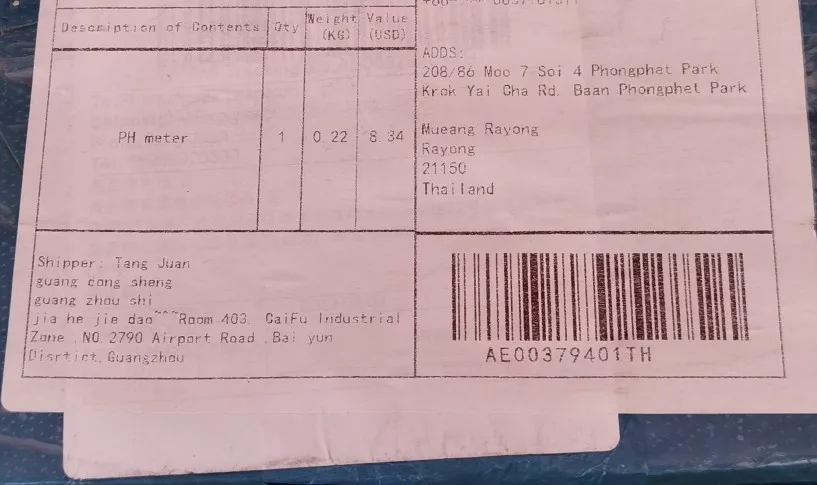 Description of Contents Qty Weight (KG) Value (USD)
PH meter 1 0.22 8.34
ADDS:
208/86 Moo 7 Soi 4 Phongphet Park
Krok Yai Cha Rd. Baan Phongphet Park
Mueang Rayong
Rayong
21150
Thailand
Shipper: Tang Juan
guang dong sheng
guang zhou shi
jia he jie dao~~~Room 403, CaiFu Industrial
Zone ,NO.2790 Airport Road ,Bai yun
Disrtict,Guangzhou
AE00379401TH